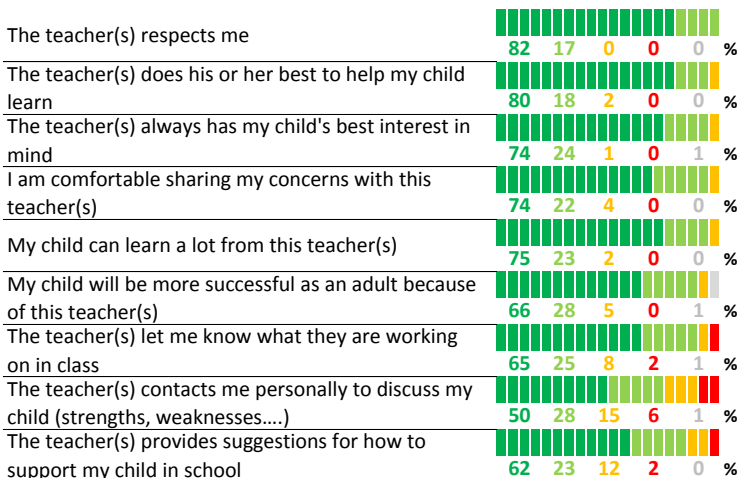 The teacher(s) respects me
82 17 0 0 0 %
The teacher(s) does his or her best to help my child
learn
80 18 2 0 0 %
The teacher(s) always has my child's best interest in
mind
74 24 1 0 1 %
I am comfortable sharing my concerns with this
teacher(s)
74 22 4 0 0 %
My child can learn a lot from this teacher(s)
75 23 2 0 0 %
My child will be more successful as an adult because
of this teacher(s)
66 28 5 0 1 %
The teacher(s) let me know what they are working
on in class
65 25 8 2 1 %
The teacher(s) contacts me personally to discuss my
child (strengths, weaknesses....)
50 28 15 6 1 %
The teacher(s) provides suggestions for how to
support my child in school
62 23 12 2 0 %